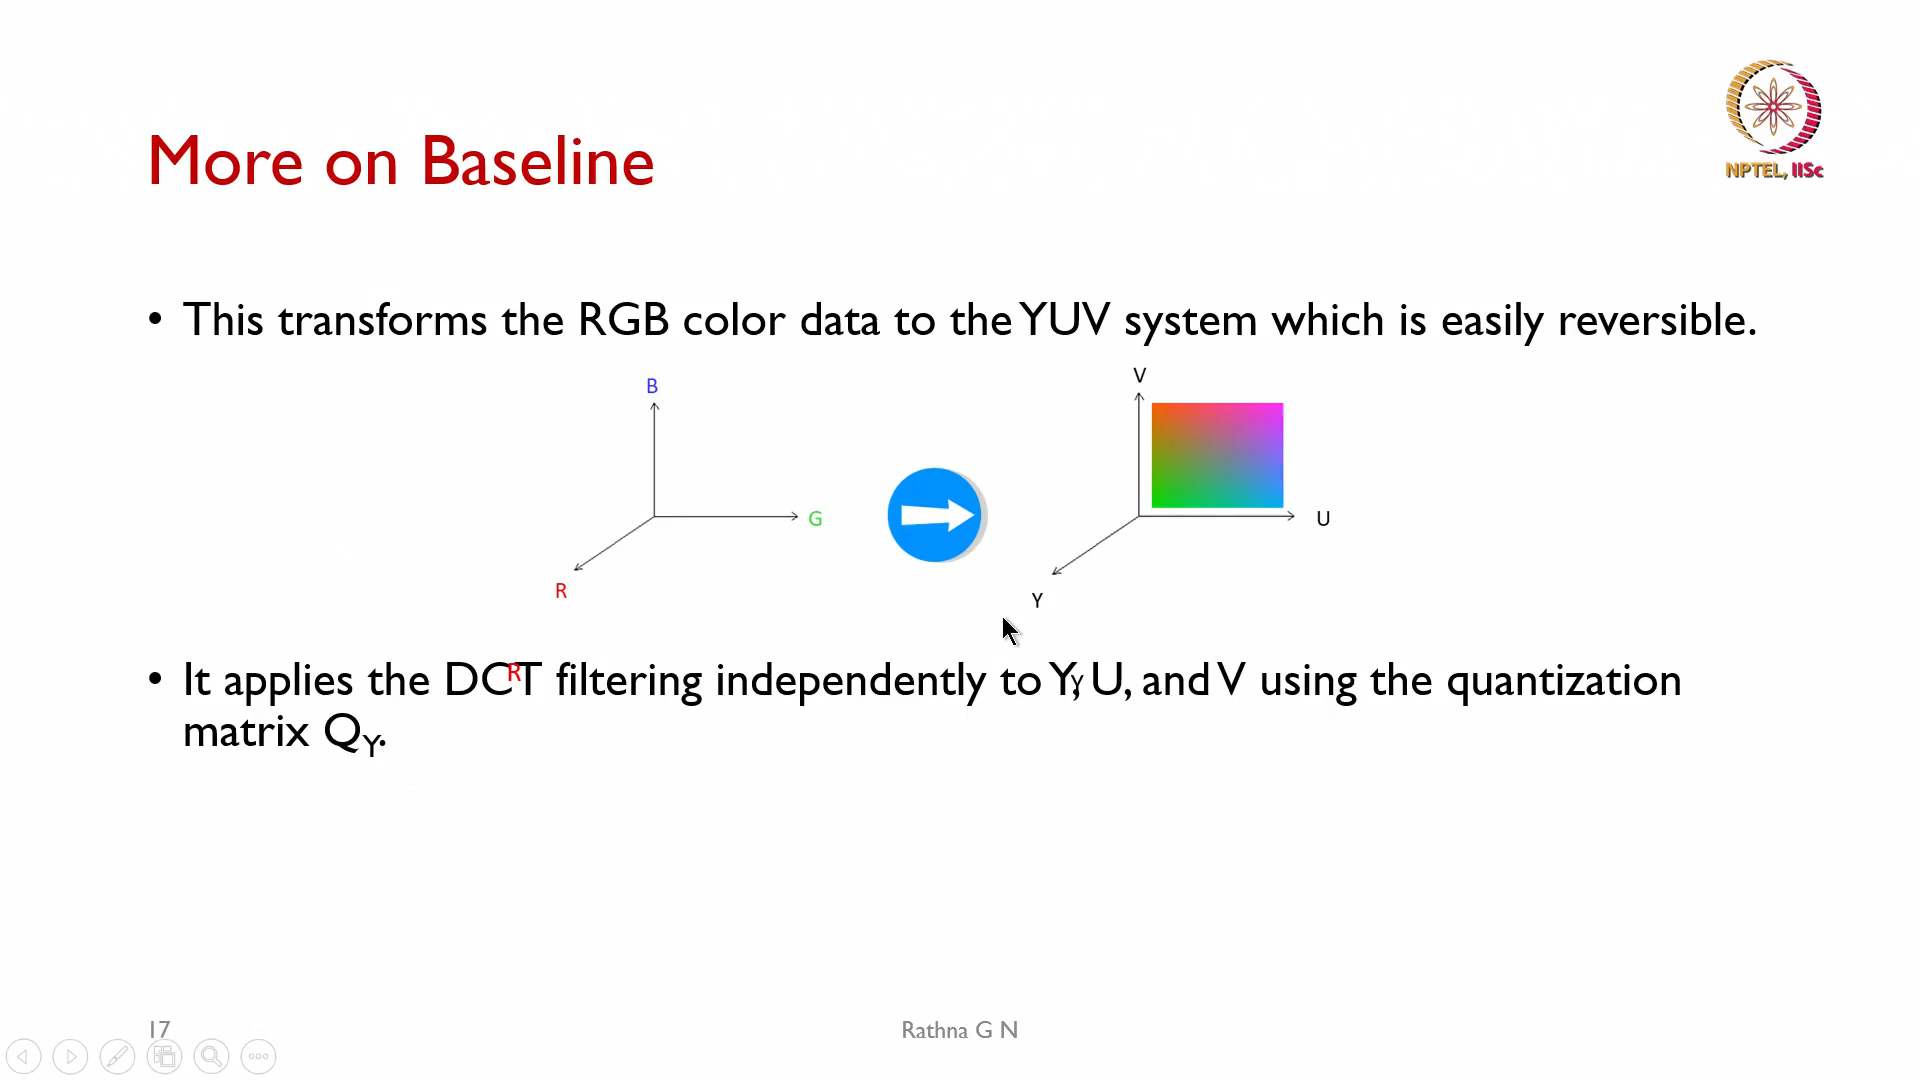 NPTEL, IISc
More on Baseline
• This transforms the RGB color data to the YUV system which is easily reversible.
B
G
R
V
U
Y
• It applies the DCT filtering independently to Y, U, and V using the quantization
R
Y
matrix QY.
17
Rathna G N